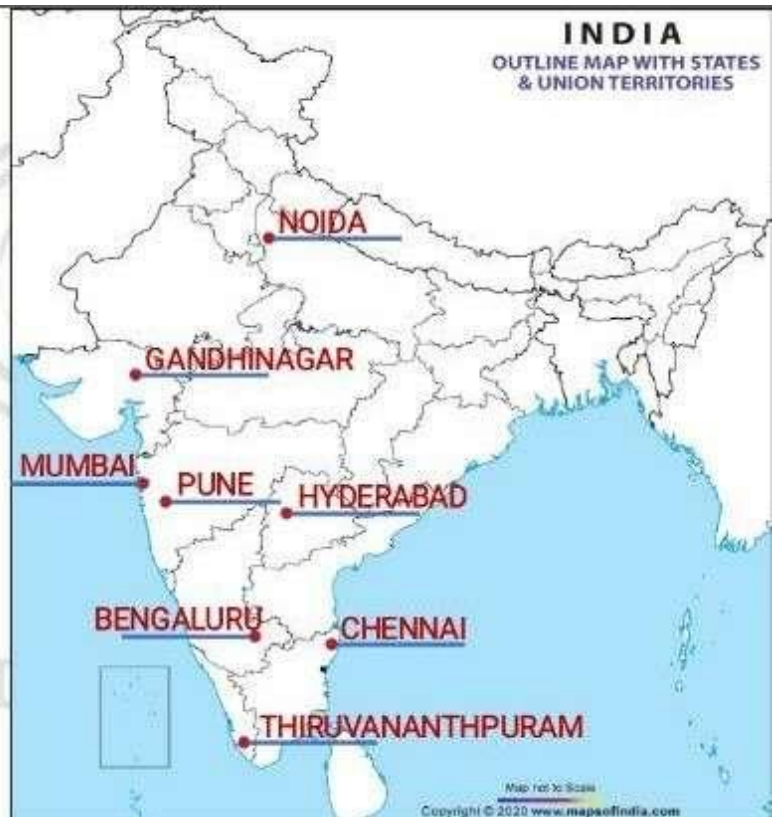 INDIA
OUTLINE MAP WITH STATES
& UNION TERRITORIES
NOIDA
GANDHINAGAR
MUMBAI
PUNE
HYDERABAD
BENGALURU
CHENNAI
THIRUVANANTHPURAM
Map not to Scale
Copyright © 2020 www.mapsofindia.com